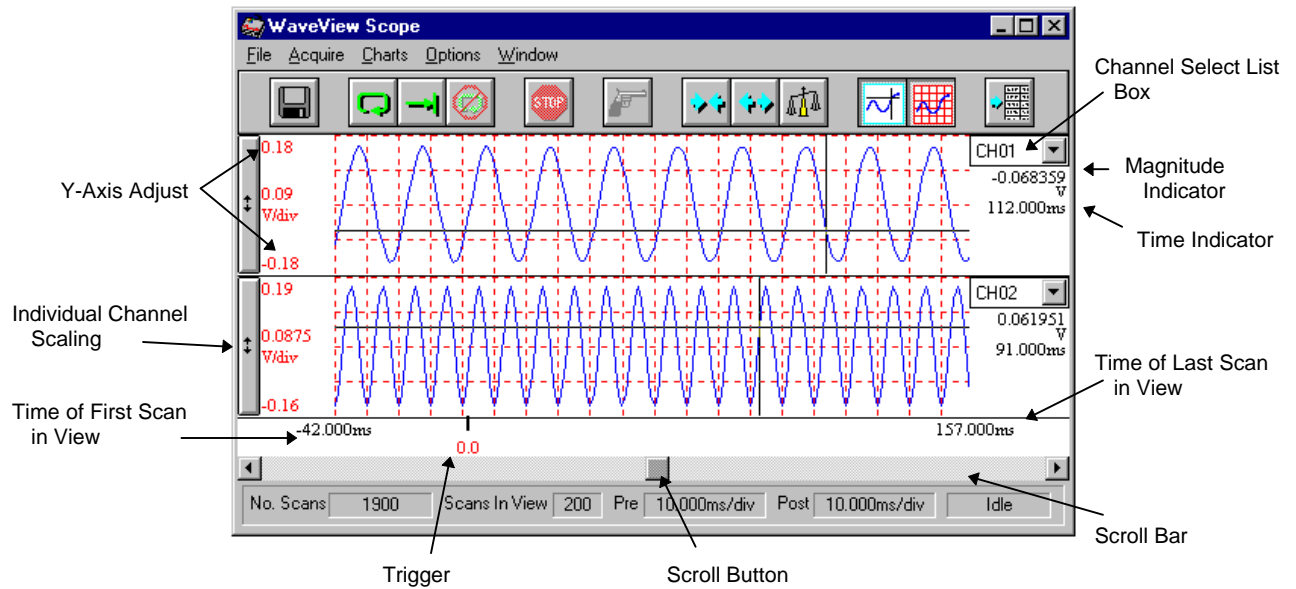 WaveView Scope
File Acquire Charts Options Window
STOP
Channel Select List
Box
0.18
CH01
Y-Axis Adjust
-0.068359
V
Magnitude
Indicator
0.09
V/div
112.000ms
Time Indicator
-0.18
0.19
CH02
Individual Channel
Scaling
0.061951
V
0.0875
V/div
91.000ms
Time of Last Scan
in View
-0.16
Time of First Scan
in View
-42.000ms
157.000ms
0.0
No. Scans 1900 Scans In View 200 Pre 10.000ms/div Post 10.000ms/div Idle
Scroll Bar
Trigger
Scroll Button